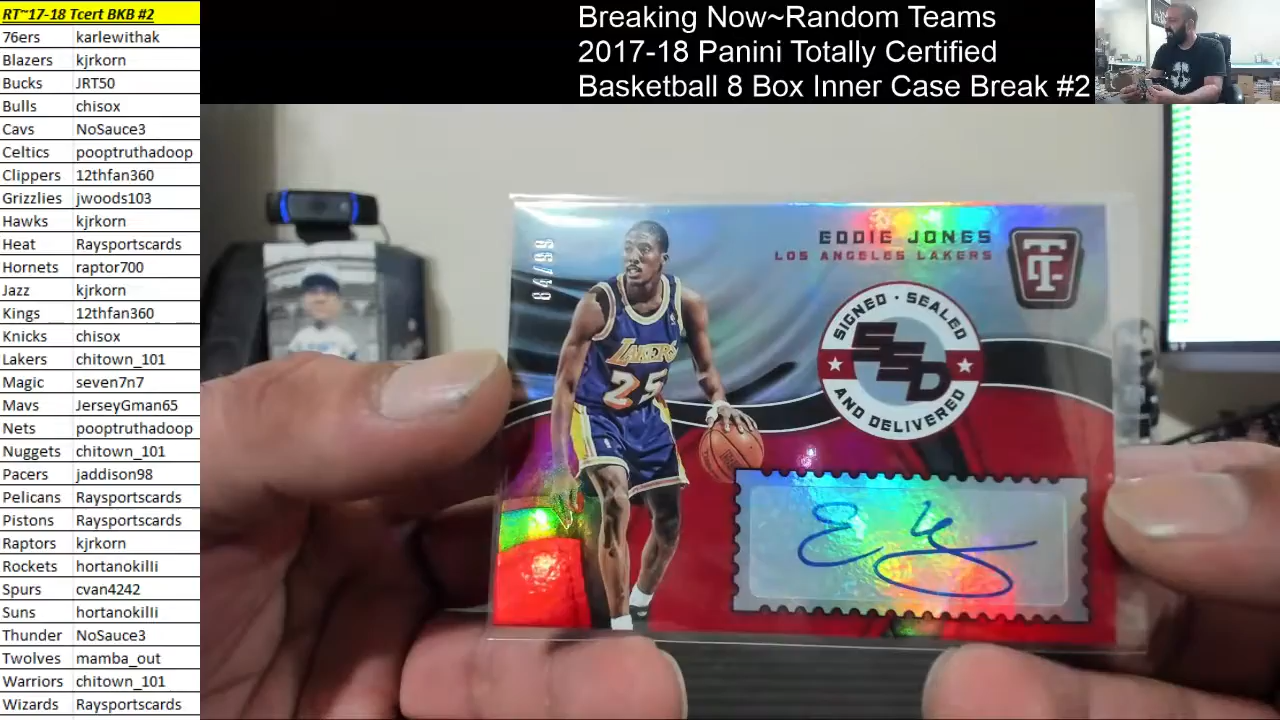 RT~17-18 Tcert BKB #2
76ers karlewithak
Blazers kjrkorn
Bucks JRT50
Bulls chisox
Cavs NoSauce3
Celtics pooptruthadoop
Clippers 12thfan360
Grizzlies jwoods103
Hawks kjrkorn
Heat Raysportscards
Hornets raptor700
Jazz kjrkorn
Kings 12thfan360
Knicks chisox
Lakers chitown_101
Magic seven7n7
Mavs JerseyGman65
Nets pooptruthadoop
Nuggets chitown_101
Pacers jaddison98
Pelicans Raysportscards
Pistons Raysportscards
Raptors kjrkorn
Rockets hortanokilli
Spurs cvan4242
Suns hortanokilli
Thunder NoSauce3
Twolves mamba_out
Warriors chitown_101
Wizards Raysportscards
Breaking Now~Random Teams
2017-18 Panini Totally Certified
Basketball 8 Box Inner Case Break #2
EDDIE JONES
LOS ANGELES LAKERS
TC
SIGNED · SEALED
SSD
AND DELIVERED
LAKERS
25